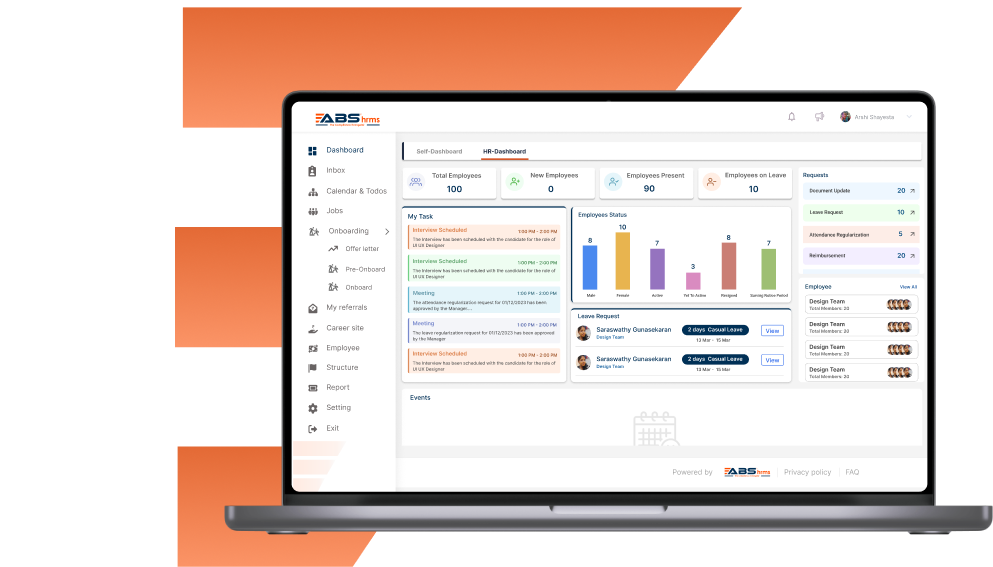 ABS hrms
Arshi Shayesta
Dashboard
Inbox
Calendar & Todos
Jobs
Onboarding
Offer letter
Pre-Onboard
Onboard
My referrals
Career site
Employee
Structure
Report
Setting
Exit
Self-Dashboard
HR-Dashboard
Total Employees
100
New Employees
0
Employees Present
90
Employees on Leave
10
My Task
Interview Scheduled
1:00 PM - 2:00 PM
The interview has been scheduled with the candidate for the role of
UI UX Designer
Interview Scheduled
1:00 PM - 2:00 PM
The interview has been scheduled with the candidate for the role of
UI UX Designer
Meeting
1:00 PM - 2:00 PM
The attendance regularization request for 01/12/2023 has been
approved by the Manager...
Meeting
1:00 PM - 2:00 PM
The leave regularization request for 01/12/2023 has been approved
by the Manager
Interview Scheduled
1:00 PM - 2:00 PM
The interview has been scheduled with the candidate for the role of
UI UX Designer
Employees Status
8
10
7
3
8
7
Male
Female
Active
Yet To Active
Resigned
Serving Notice Period
Leave Request
Saraswathy Gunasekaran
Design Team
2 days Casual Leave
13 Mar - 15 Mar
View
Saraswathy Gunasekaran
Design Team
2 days Casual Leave
13 Mar - 15 Mar
View
Requests
Document Update
20
Leave Request
10
Attendance Regularization
5
Reimbursement
20
Employee
View All
Design Team
Total Members: 20
Design Team
Total Members: 20
Design Team
Total Members: 20
Design Team
Total Members: 20
Events
Powered by
ABS hrms
Privacy policy
FAQ